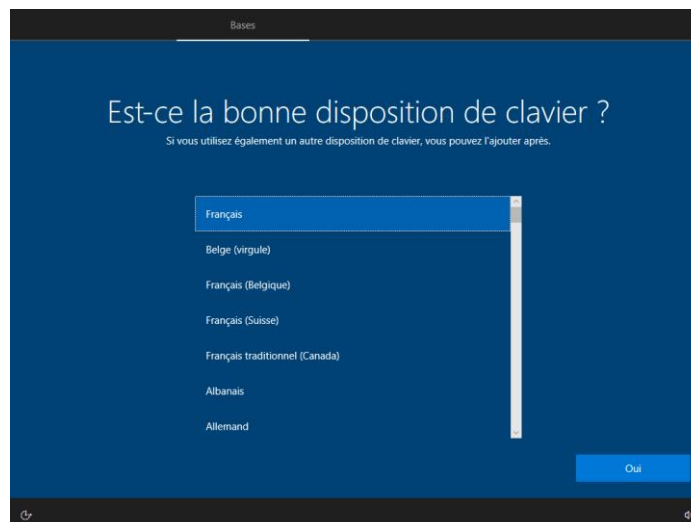 Bases
Est-ce la bonne disposition de clavier ?
Si vous utilisez également un autre disposition de clavier, vous pouvez l'ajouter après.
Français
Belge (virgule)
Français (Belgique)
Français (Suisse)
Français traditionnel (Canada)
Albanais
Allemand
Oui